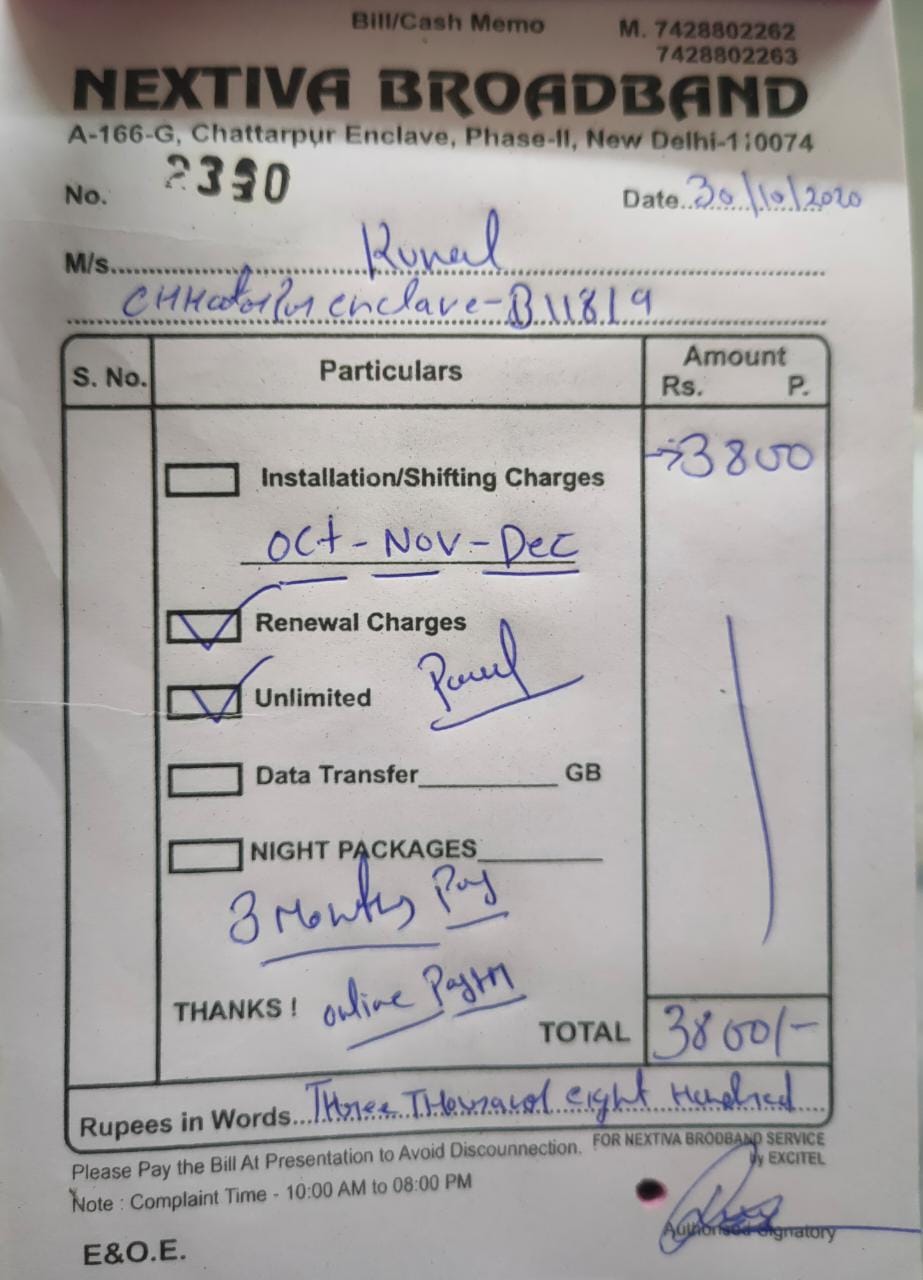 Bill/Cash Memo M. 7428802262
7428802263
NEXTIVA BROADBAND
A-166-G, Chattarpur Enclave, Phase-II, New Delhi-110074
No. 2390 Date..30/10/2020
M/s. Kunal
CHHatarPur enclave-B 118/9
S. No. Particulars Amount
Rs. P.
→3800
Installation/Shifting Charges
Oct - Nov - Dec
Renewal Charges
Unlimited
Data Transfer________ GB
NIGHT PACKAGES________
3 Months Pay
THANKS ! online Paytm
TOTAL 3800/-
Rupees in Words...Three Thousand eight Hundred
Please Pay the Bill At Presentation to Avoid Discounnection. FOR NEXTIVA BRODBAND SERVICE
by EXCITEL
Note : Complaint Time - 10:00 AM to 08:00 PM
Authorised Signatory
E&O.E.